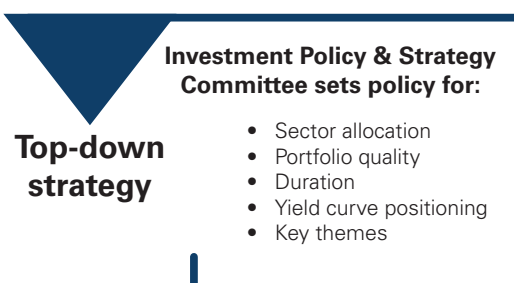 Investment Policy & Strategy
Committee sets policy for:
Top-down
strategy
• Sector allocation
• Portfolio quality
• Duration
• Yield curve positioning
• Key themes